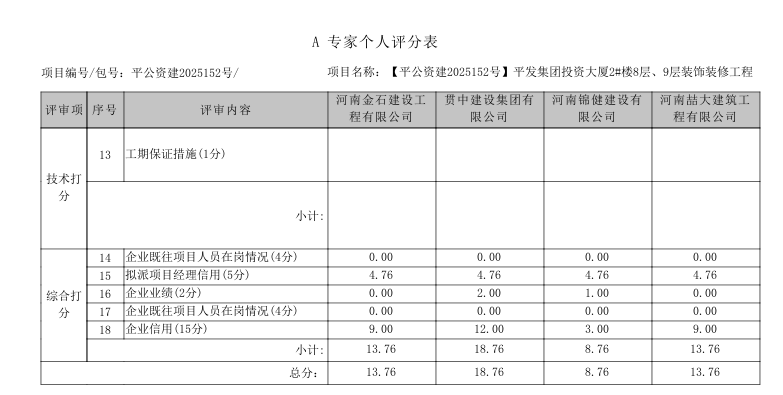 A 专家个人评分表
项目编号/包号: 平公资建2025152号/ 项目名称: 【平公资建2025152号】平发集团投资大厦2#楼8层、9层装饰装修工程
评审项 序号 评审内容 河南金石建设工程有限公司 贯中建设集团有限公司 河南锦健建设有限公司 河南喆大建筑工程有限公司
技术打分 13 工期保证措施(1分)
小计:
综合打分 14 企业既往项目人员在岗情况(4分) 0.00 0.00 0.00 0.00
15 拟派项目经理信用(5分) 4.76 4.76 4.76 4.76
16 企业业绩(2分) 0.00 2.00 1.00 0.00
17 企业既往项目人员在岗情况(4分) 0.00 0.00 0.00 0.00
18 企业信用(15分) 9.00 12.00 3.00 9.00
小计: 13.76 18.76 8.76 13.76
总分: 13.76 18.76 8.76 13.76